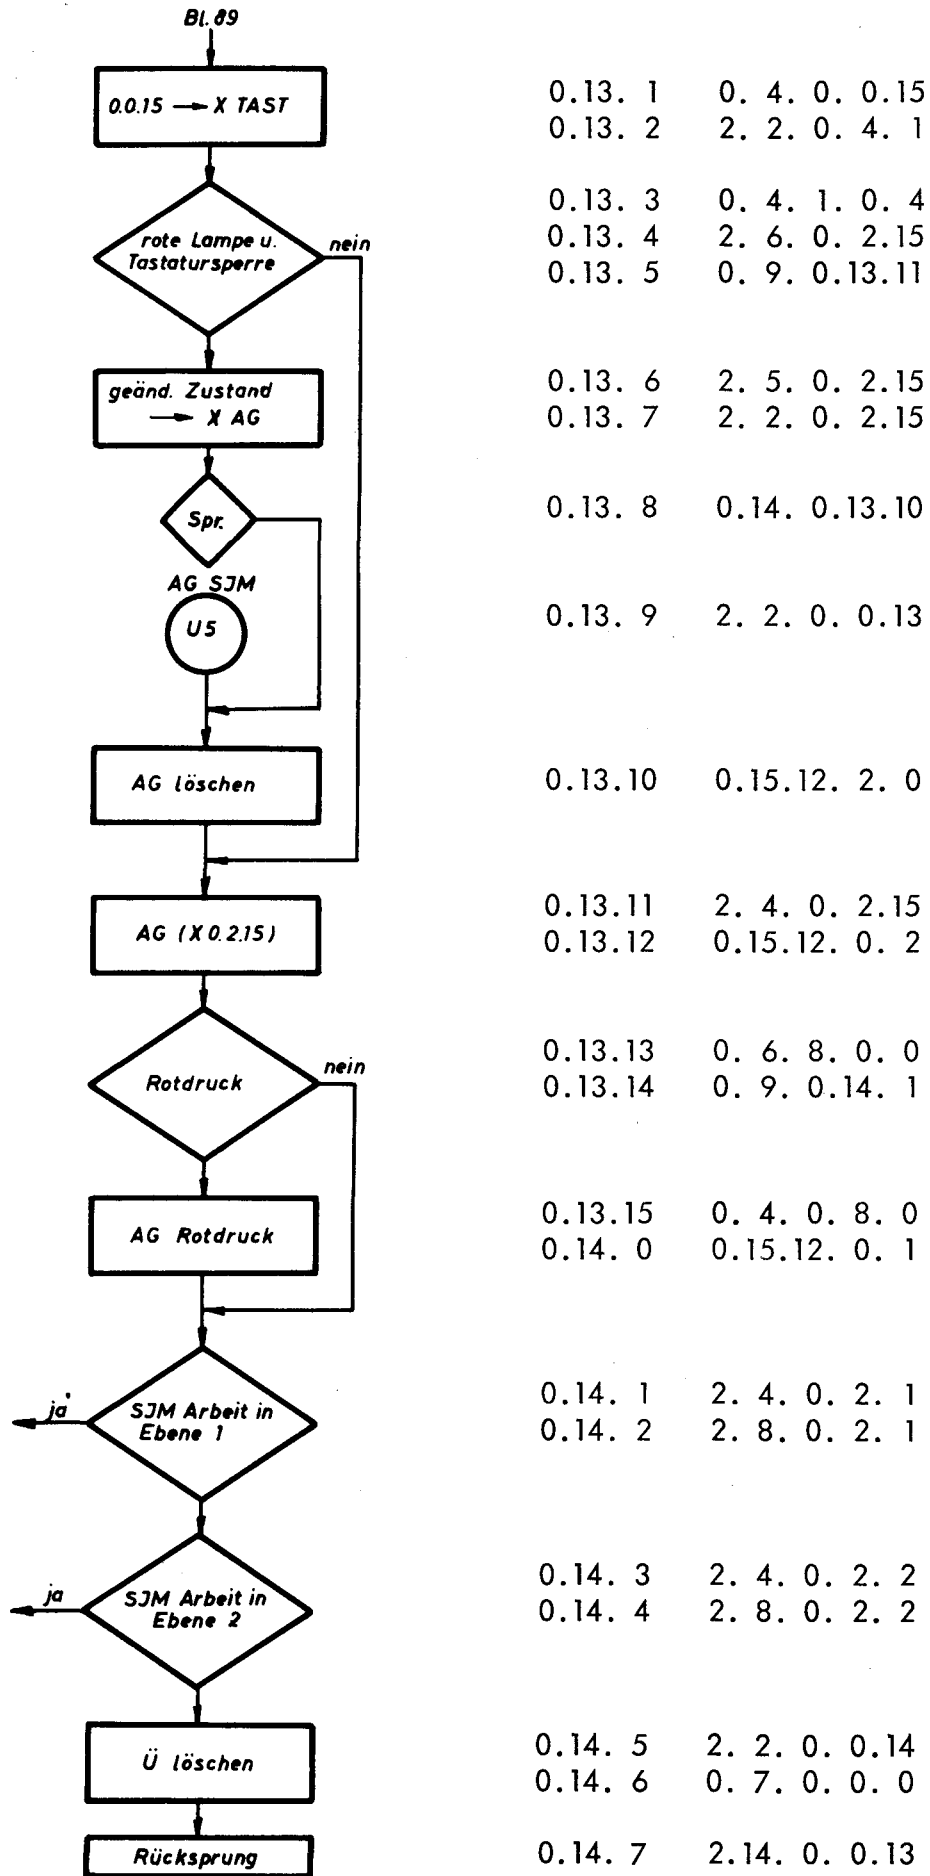 Bl. 89
0.0.15 → X TAST
0.13. 1 0. 4. 0. 0.15
0.13. 2 2. 2. 0. 4. 1
rote Lampe u.
Tastatursperre
nein
0.13. 3 0. 4. 1. 0. 4
0.13. 4 2. 6. 0. 2.15
0.13. 5 0. 9. 0.13.11
geänd. Zustand
→ X AG
0.13. 6 2. 5. 0. 2.15
0.13. 7 2. 2. 0. 2.15
Spr.
0.13. 8 0.14. 0.13.10
AG SJM
U5
0.13. 9 2. 2. 0. 0.13
AG löschen
0.13.10 0.15.12. 2. 0
AG (X 0.2.15)
0.13.11 2. 4. 0. 2.15
0.13.12 0.15.12. 0. 2
Rotdruck
nein
0.13.13 0. 6. 8. 0. 0
0.13.14 0. 9. 0.14. 1
AG Rotdruck
0.13.15 0. 4. 0. 8. 0
0.14. 0 0.15.12. 0. 1
ja
SJM Arbeit in
Ebene 1
0.14. 1 2. 4. 0. 2. 1
0.14. 2 2. 8. 0. 2. 1
ja
SJM Arbeit in
Ebene 2
0.14. 3 2. 4. 0. 2. 2
0.14. 4 2. 8. 0. 2. 2
Ü löschen
0.14. 5 2. 2. 0. 0.14
0.14. 6 0. 7. 0. 0. 0
Rücksprung
0.14. 7 2.14. 0. 0.13